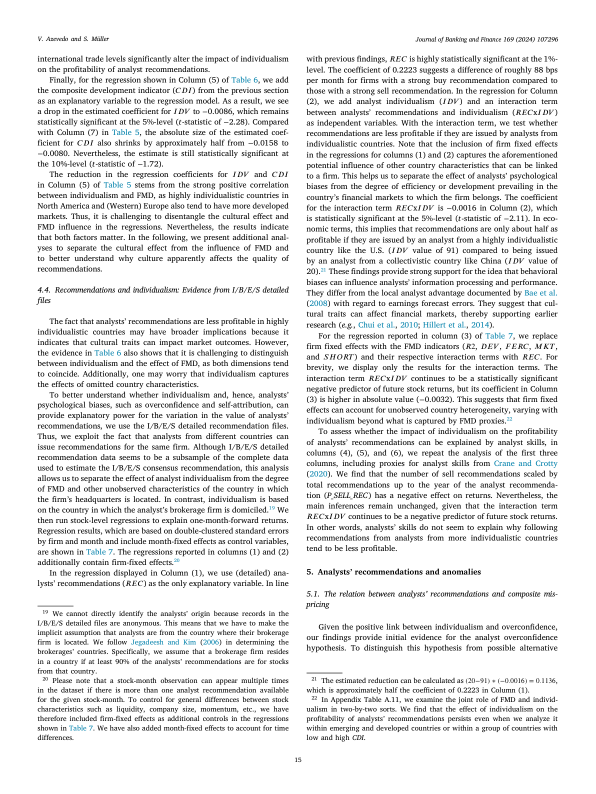 V. Azevedo and S. Müller
Journal of Banking and Finance 169 (2024) 107296
international trade levels significantly alter the impact of individualism
on the profitability of analyst recommendations.
Finally, for the regression shown in Column (5) of Table 6, we add
the composite development indicator (CDI) from the previous section
as an explanatory variable to the regression model. As a result, we see
a drop in the estimated coefficient for IDV to −0.0086, which remains
statistically significant at the 5%-level (t-statistic of −2.28). Compared
with Column (7) in Table 5, the absolute size of the estimated coef-
ficient for CDI also shrinks by approximately half from −0.0158 to
−0.0080. Nevertheless, the estimate is still statistically significant at
the 10%-level (t-statistic of −1.72).
The reduction in the regression coefficients for IDV and CDI
in Column (5) of Table 5 stems from the strong positive correlation
between individualism and FMD, as highly individualistic countries in
North America and (Western) Europe also tend to have more developed
markets. Thus, it is challenging to disentangle the cultural effect and
FMD influence in the regressions. Nevertheless, the results indicate
that both factors matter. In the following, we present additional anal-
yses to separate the cultural effect from the influence of FMD and
to better understand why culture apparently affects the quality of
recommendations.
4.4. Recommendations and individualism: Evidence from I/B/E/S detailed
files
The fact that analysts' recommendations are less profitable in highly
individualistic countries may have broader implications because it
indicates that cultural traits can impact market outcomes. However,
the evidence in Table 6 also shows that it is challenging to distinguish
between individualism and the effect of FMD, as both dimensions tend
to coincide. Additionally, one may worry that individualism captures
the effects of omitted country characteristics.
To better understand whether individualism and, hence, analysts'
psychological biases, such as overconfidence and self-attribution, can
provide explanatory power for the variation in the value of analysts'
recommendations, we use the I/B/E/S detailed recommendation files.
Thus, we exploit the fact that analysts from different countries can
issue recommendations for the same firm. Although I/B/E/S detailed
recommendation data seems to be a subsample of the complete data
used to estimate the I/B/E/S consensus recommendation, this analysis
allows us to separate the effect of analyst individualism from the degree
of FMD and other unobserved characteristics of the country in which
the firm's headquarters is located. In contrast, individualism is based
on the country in which the analyst's brokerage firm is domiciled.19 We
then run stock-level regressions to explain one-month-forward returns.
Regression results, which are based on double-clustered standard errors
by firm and month and include month-fixed effects as control variables,
are shown in Table 7. The regressions reported in columns (1) and (2)
additionally contain firm-fixed effects.20
In the regression displayed in Column (1), we use (detailed) ana-
lysts' recommendations (REC) as the only explanatory variable. In line
19 We cannot directly identify the analysts' origin because records in the
I/B/E/S detailed files are anonymous. This means that we have to make the
implicit assumption that analysts are from the country where their brokerage
firm is located. We follow Jegadeesh and Kim (2006) in determining the
brokerages' countries. Specifically, we assume that a brokerage firm resides
in a country if at least 90% of the analysts' recommendations are for stocks
from that country.
20 Please note that a stock-month observation can appear multiple times
in the dataset if there is more than one analyst recommendation available
for the given stock-month. To control for general differences between stock
characteristics such as liquidity, company size, momentum, etc., we have
therefore included firm-fixed effects as additional controls in the regressions
shown in Table 7. We have also added month-fixed effects to account for time
differences.
with previous findings, REC is highly statistically significant at the 1%-
level. The coefficient of 0.2223 suggests a difference of roughly 88 bps
per month for firms with a strong buy recommendation compared to
those with a strong sell recommendation. In the regression for Column
(2), we add analyst individualism (IDV) and an interaction term
between analysts' recommendations and individualism (RECxIDV)
as independent variables. With the interaction term, we test whether
recommendations are less profitable if they are issued by analysts from
individualistic countries. Note that the inclusion of firm fixed effects
in the regressions for columns (1) and (2) captures the aforementioned
potential influence of other country characteristics that can be linked
to a firm. This helps us to separate the effect of analysts' psychological
biases from the degree of efficiency or development prevailing in the
country's financial markets to which the firm belongs. The coefficient
for the interaction term RECxIDV is −0.0016 in Column (2), which
is statistically significant at the 5%-level (t-statistic of −2.11). In eco-
nomic terms, this implies that recommendations are only about half as
profitable if they are issued by an analyst from a highly individualistic
country like the U.S. (IDV value of 91) compared to being issued
by an analyst from a collectivistic country like China (IDV value of
20).21 These findings provide strong support for the idea that behavioral
biases can influence analysts' information processing and performance.
They differ from the local analyst advantage documented by Bae et al.
(2008) with regard to earnings forecast errors. They suggest that cul-
tural traits can affect financial markets, thereby supporting earlier
research (e.g., Chui et al., 2010; Hillert et al., 2014).
For the regression reported in column (3) of Table 7, we replace
firm fixed effects with the FMD indicators (R2, DEV, FERC, MKT,
and SHORT) and their respective interaction terms with REC. For
brevity, we display only the results for the interaction terms. The
interaction term RECxIDV continues to be a statistically significant
negative predictor of future stock returns, but its coefficient in Column
(3) is higher in absolute value (−0.0032). This suggests that firm fixed
effects can account for unobserved country heterogeneity, varying with
individualism beyond what is captured by FMD proxies.22
To assess whether the impact of individualism on the profitability
of analysts' recommendations can be explained by analyst skills, in
columns (4), (5), and (6), we repeat the analysis of the first three
columns, including proxies for analyst skills from Crane and Crotty
(2020). We find that the number of sell recommendations scaled by
total recommendations up to the year of the analyst recommenda-
tion (P_SELL_REC) has a negative effect on returns. Nevertheless, the
main inferences remain unchanged, given that the interaction term
RECxIDV continues to be a negative predictor of future stock returns.
In other words, analysts' skills do not seem to explain why following
recommendations from analysts from more individualistic countries
tend to be less profitable.
5. Analysts' recommendations and anomalies
5.1. The relation between analysts' recommendations and composite mis-
pricing
Given the positive link between individualism and overconfidence,
our findings provide initial evidence for the analyst overconfidence
hypothesis. To distinguish this hypothesis from possible alternative
21 The estimated reduction can be calculated as (20−91) ∗ (−0.0016) = 0.1136,
which is approximately half the coefficient of 0.2223 in Column (1).
22 In Appendix Table A.11, we examine the joint role of FMD and individ-
ualism in two-by-two sorts. We find that the effect of individualism on the
profitability of analysts' recommendations persists even when we analyze it
within emerging and developed countries or within a group of countries with
low and high CDI.
15